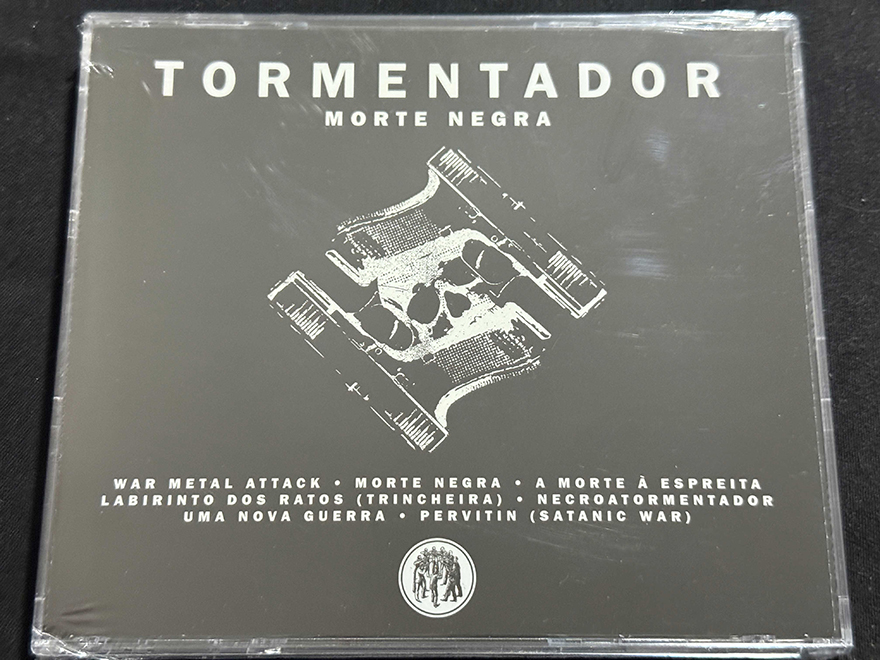 TORMENTADOR
MORTE NEGRA
WAR METAL ATTACK • MORTE NEGRA • A MORTE À ESPREITA
LABIRINTO DOS RATOS (TRINCHEIRA) • NECROATORMENTADOR
UMA NOVA GUERRA • PERVITIN (SATANIC WAR)